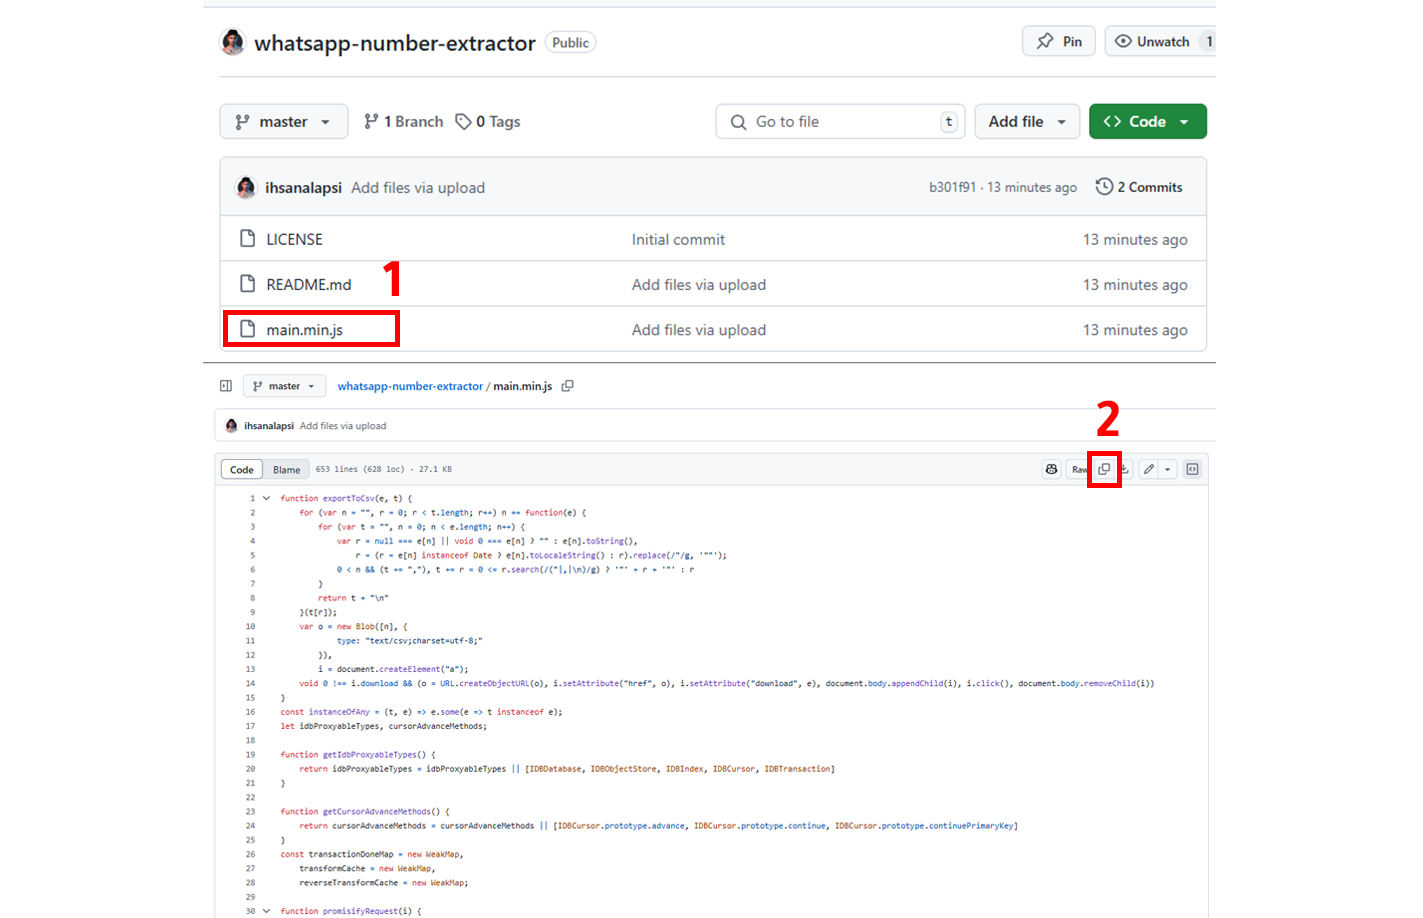 whatsapp-number-extractor Public Pin Unwatch 1
master 1 Branch 0 Tags Go to file t Add file Code
ihsanalapsi Add files via upload b301f91 · 13 minutes ago 2 Commits
LICENSE Initial commit 13 minutes ago
README.md Add files via upload 13 minutes ago
1
main.min.js Add files via upload 13 minutes ago
master whatsapp-number-extractor / main.min.js
2
ihsanalapsi Add files via upload
Code Blame 653 lines (628 loc) · 27.1 KB Raw
1 function exportToCsv(e, t) {
2 for (var n = "", r = 0; r < t.length; r++) n += function(e) {
3 for (var t = "", n = 0; n < e.length; n++) {
4 var r = null === e[n] || void 0 === e[n] ? "" : e[n].toString(),
5 r = (r = e[n] instanceof Date ? e[n].toLocaleString() : r).replace(/"/g, '""');
6 0 < n && (t += ","), t += r = 0 <= r.search(/("|,|\n)/g) ? '"' + r + '"' : r
7 }
8 return t + "\n"
9 }(t[r]);
10 var o = new Blob([n], {
11 type: "text/csv;charset=utf-8;"
12 }),
13 i = document.createElement("a");
14 void 0 !== i.download && (o = URL.createObjectURL(o), i.setAttribute("href", o), i.setAttribute("download", e), document.body.appendChild(i), i.click(), document.body.removeChild(i))
15 }
16 const instanceOfAny = (t, e) => e.some(e => t instanceof e);
17 let idbProxyableTypes, cursorAdvanceMethods;
18
19 function getIdbProxyableTypes() {
20 return idbProxyableTypes = idbProxyableTypes || [IDBDatabase, IDBObjectStore, IDBIndex, IDBCursor, IDBTransaction]
21 }
22
23 function getCursorAdvanceMethods() {
24 return cursorAdvanceMethods = cursorAdvanceMethods || [IDBCursor.prototype.advance, IDBCursor.prototype.continue, IDBCursor.prototype.continuePrimaryKey]
25 }
26 const transactionDoneMap = new WeakMap,
27 transformCache = new WeakMap,
28 reverseTransformCache = new WeakMap;
29
30 function promisifyRequest(i) {